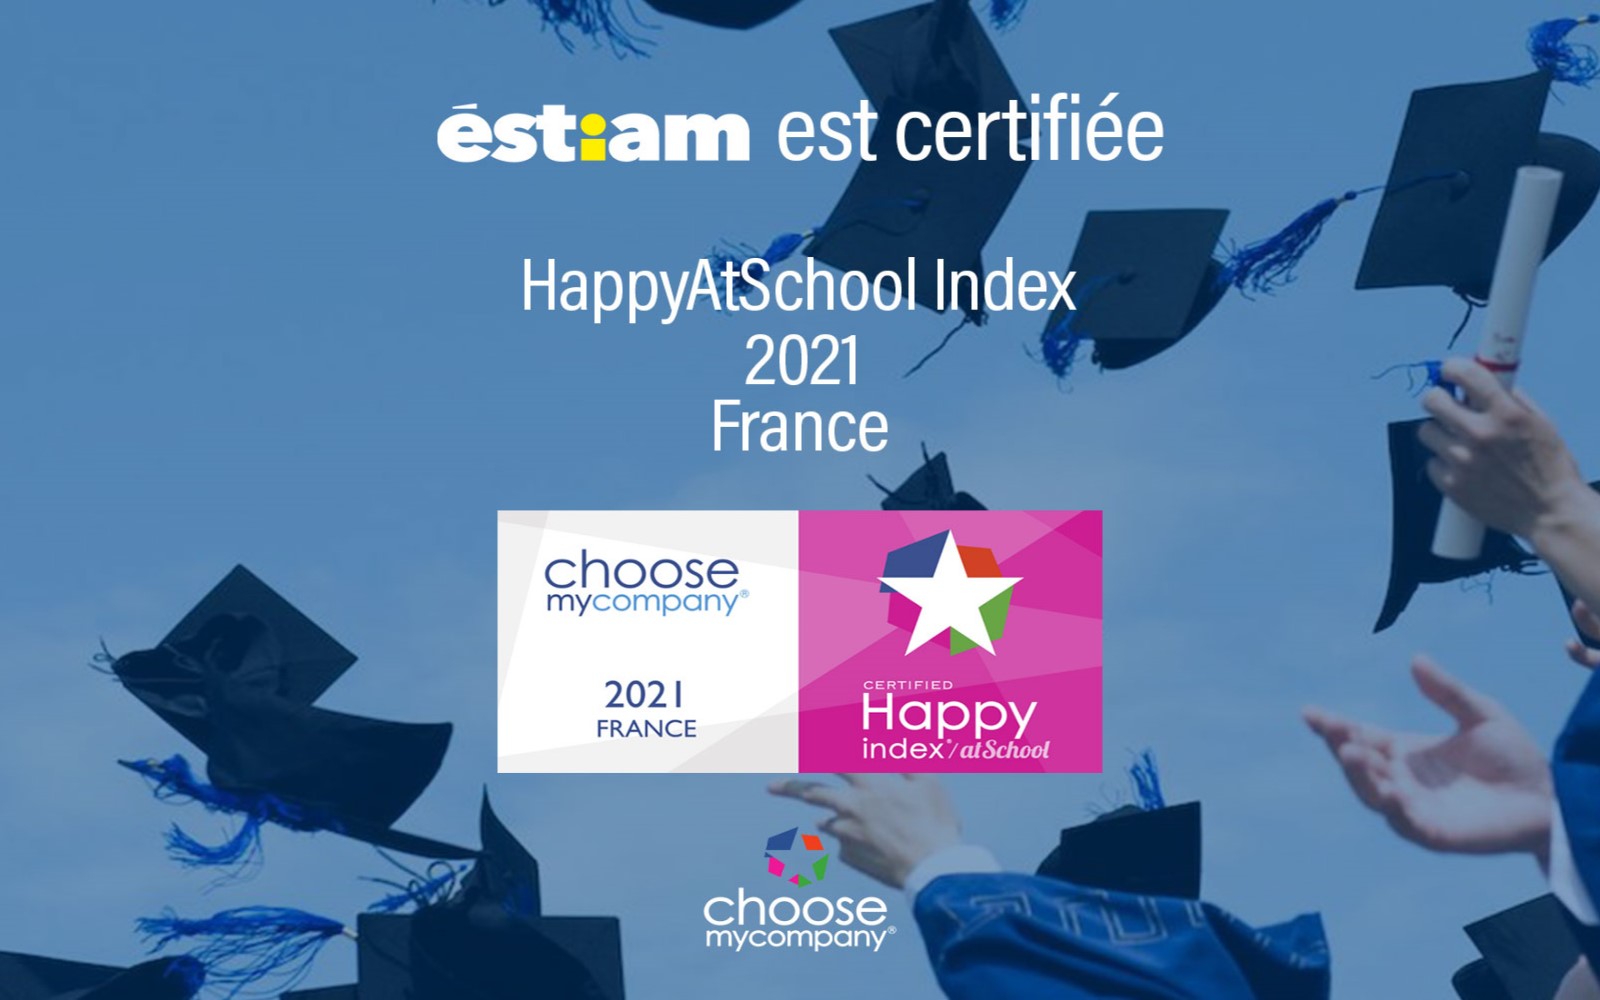 éstiam est certifiée
HappyAtSchool Index
2021
France
choose
mycompany®
2021
FRANCE
CERTIFIED
Happy
index®/atSchool
choose
mycompany®